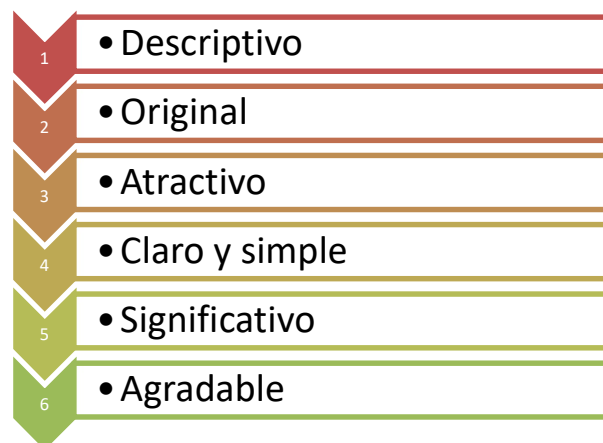 1 • Descriptivo
2 • Original
3 • Atractivo
4 • Claro y simple
5 • Significativo
6 • Agradable